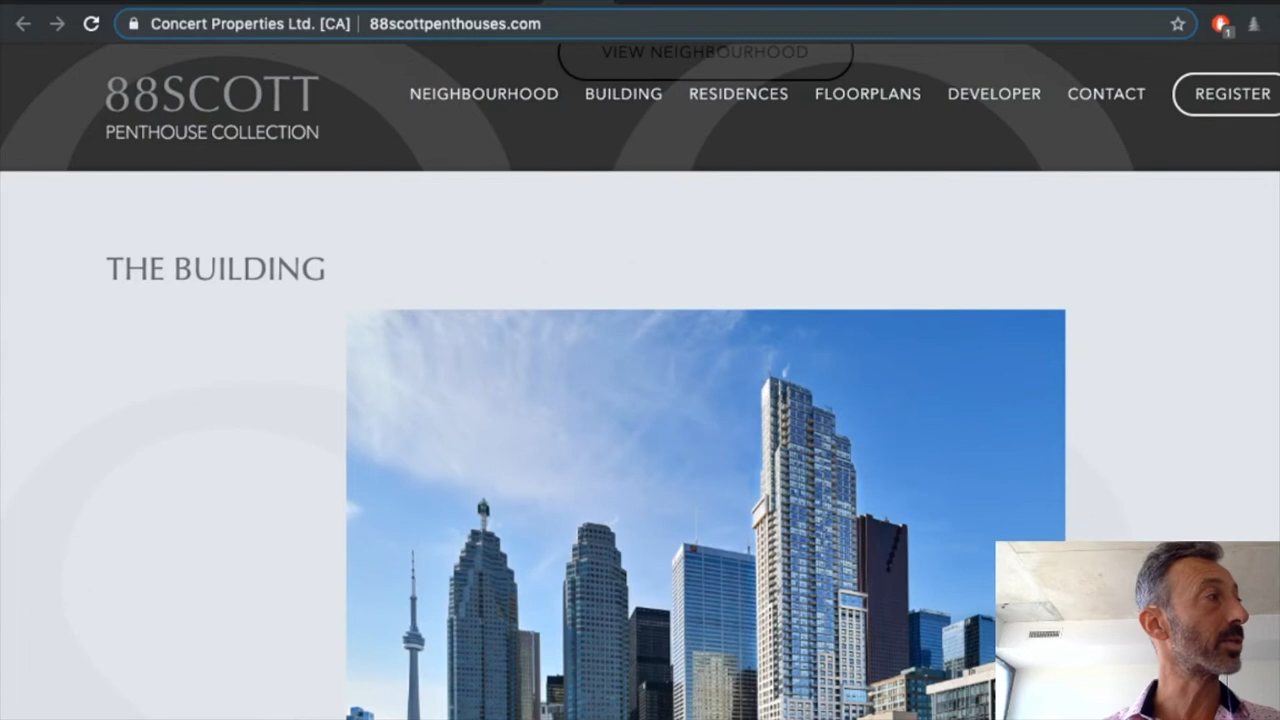 Concert Properties Ltd. [CA] | 88scottpenthouses.com
1
VIEW NEIGHBOURHOOD
88SCOTT
PENTHOUSE COLLECTION
NEIGHBOURHOOD BUILDING RESIDENCES FLOORPLANS DEVELOPER CONTACT REGISTER
THE BUILDING